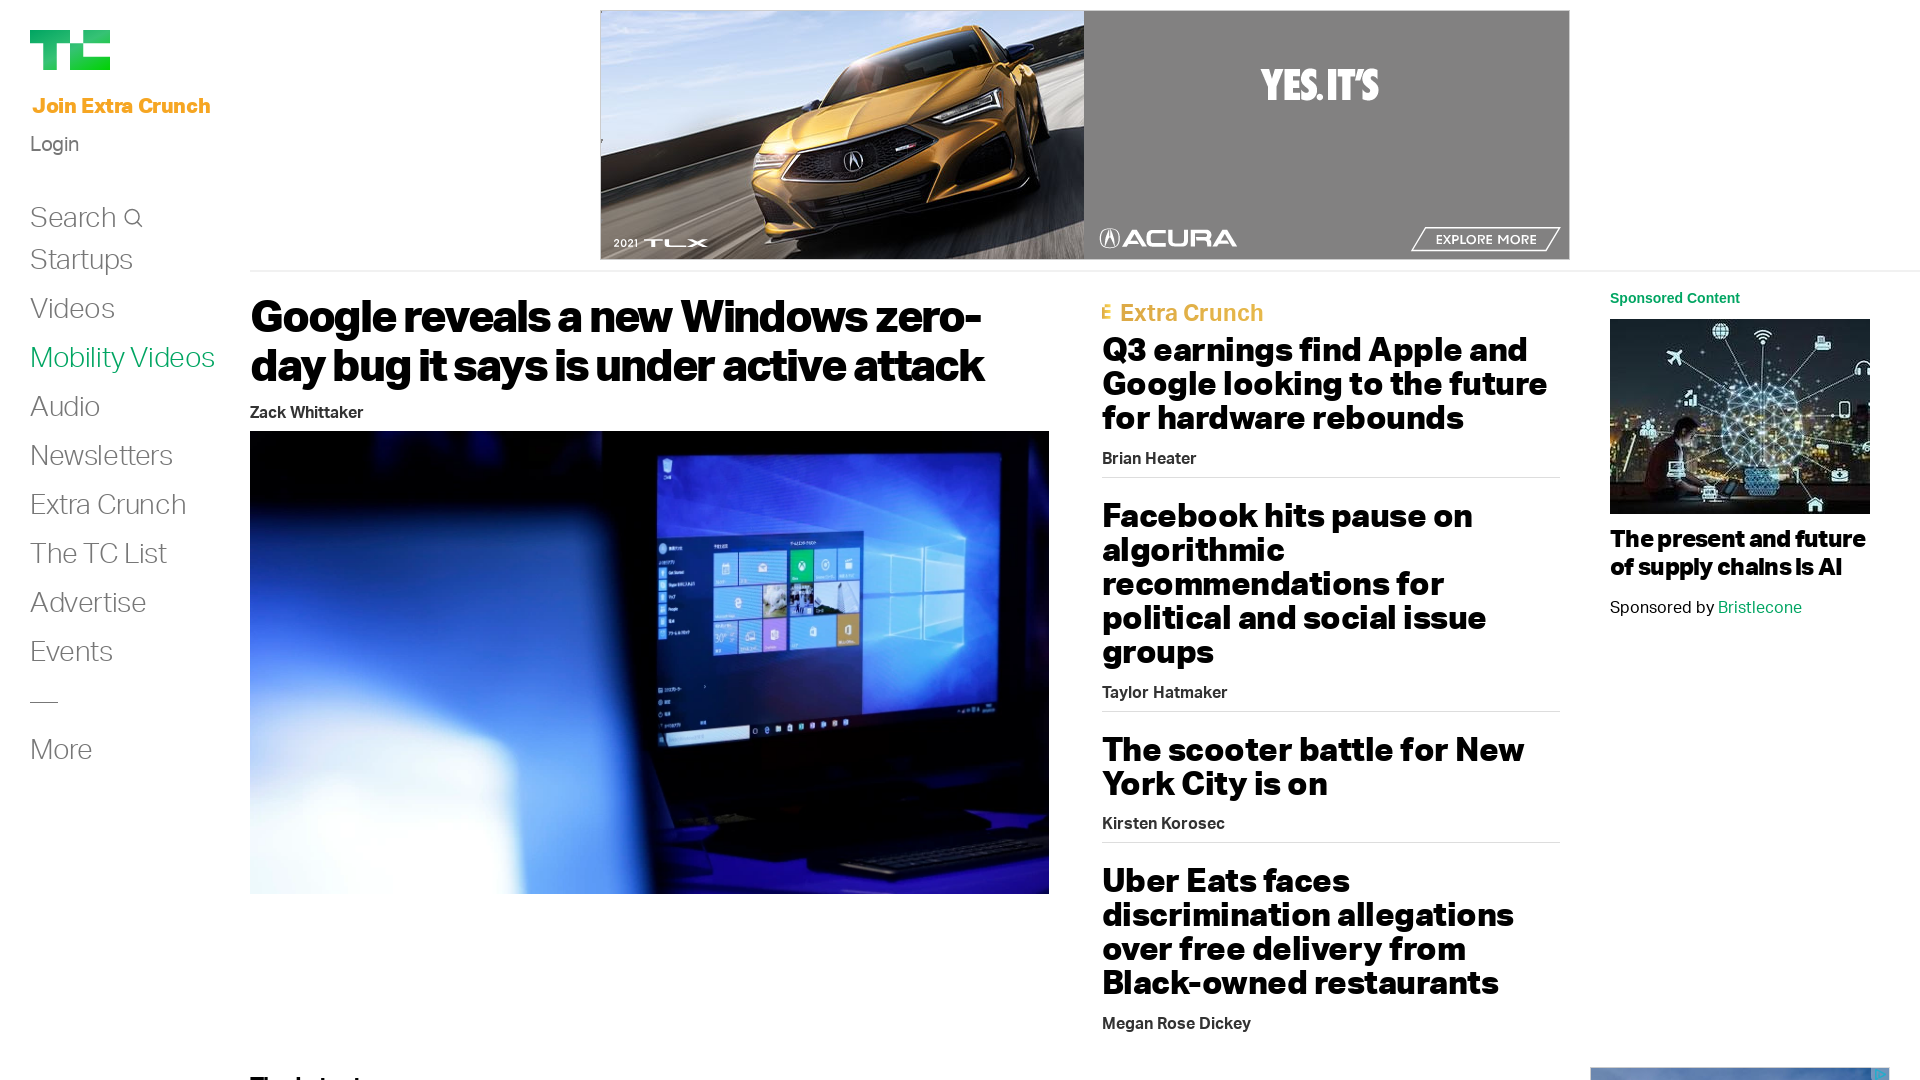 TC
Join Extra Crunch
Login
Search
Startups
Videos
Mobility Videos
Audio
Newsletters
Extra Crunch
The TC List
Advertise
Events
More
2021 TLX
YES. IT'S
ACURA
EXPLORE MORE
Google reveals a new Windows zero-
day bug it says is under active attack
Zack Whittaker
Extra Crunch
Q3 earnings find Apple and
Google looking to the future
for hardware rebounds
Brian Heater
Facebook hits pause on
algorithmic
recommendations for
political and social issue
groups
Taylor Hatmaker
The scooter battle for New
York City is on
Kirsten Korosec
Uber Eats faces
discrimination allegations
over free delivery from
Black-owned restaurants
Megan Rose Dickey
Sponsored Content
The present and future
of supply chains is AI
Sponsored by Bristlecone